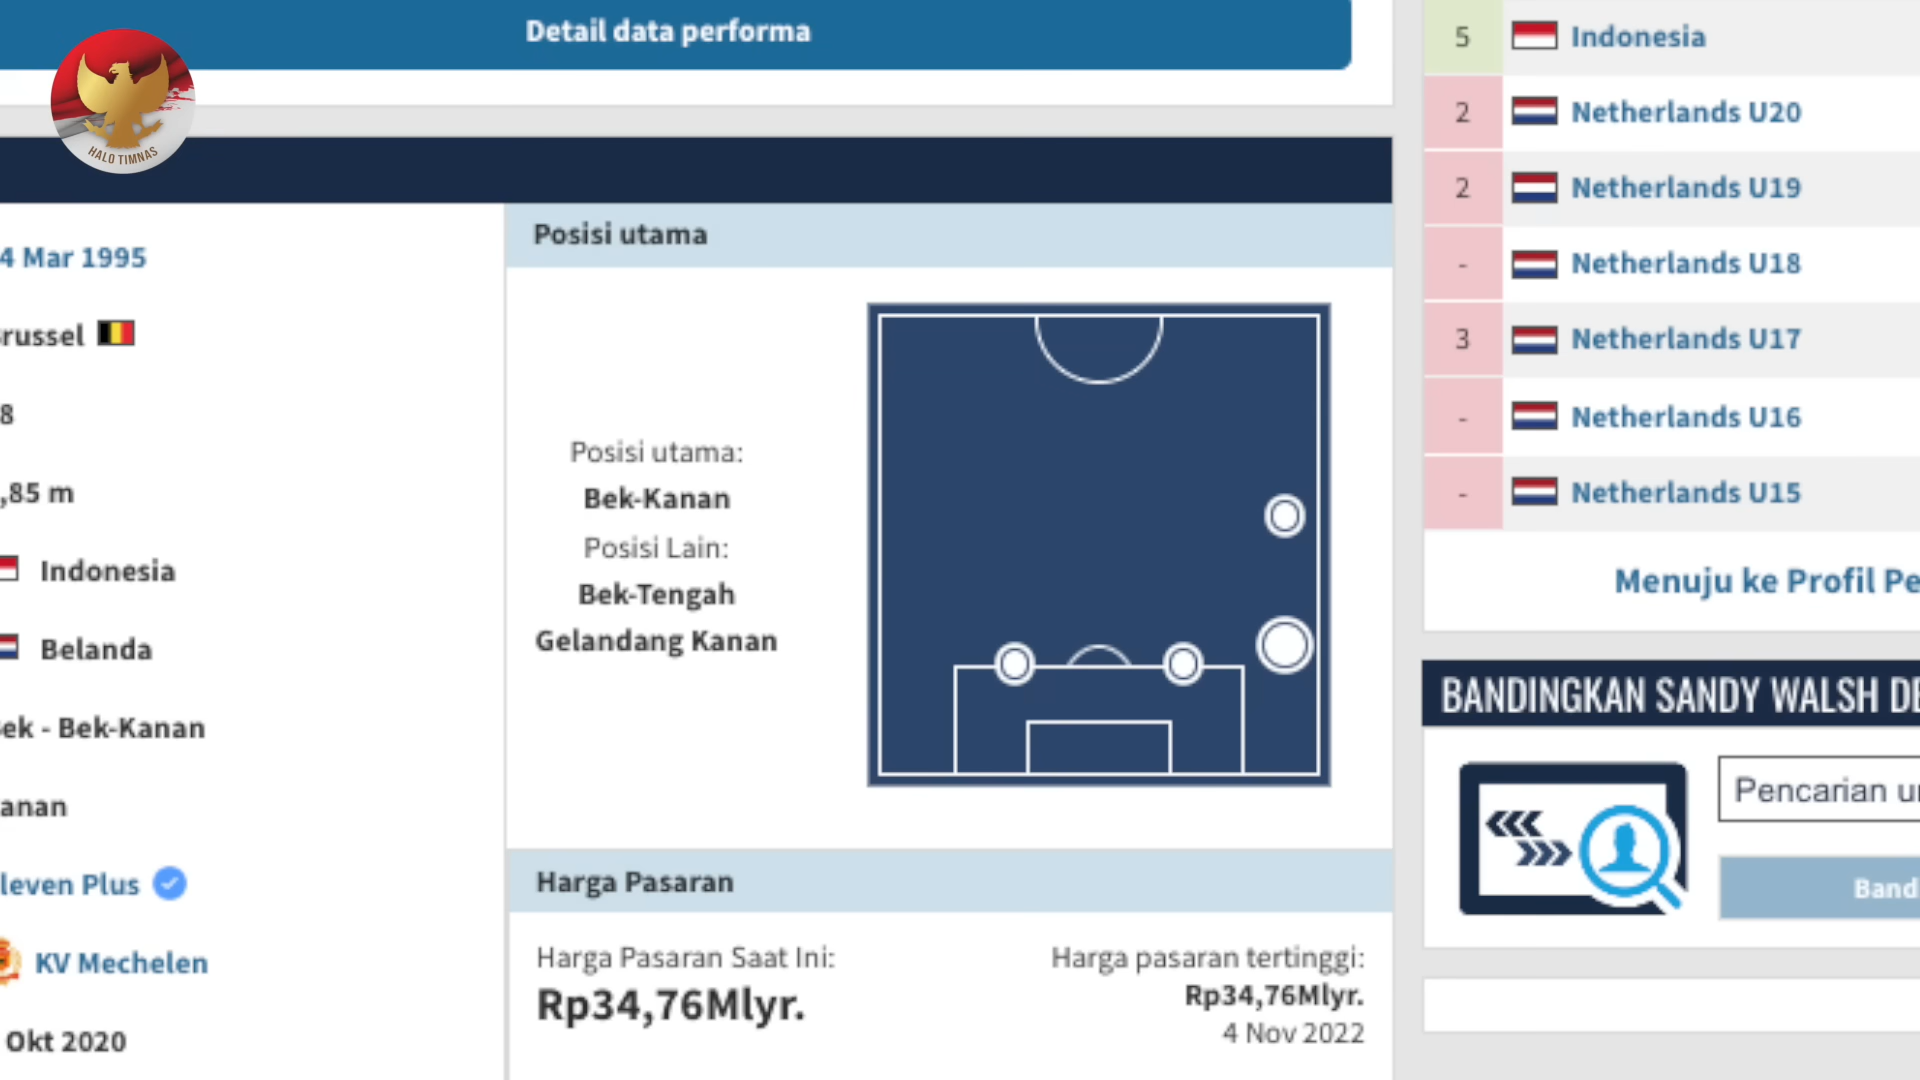 Detail data performa
HALO TIMNAS
4 Mar 1995
russel
8
,85 m
Indonesia
Belanda
ek - Bek-Kanan
anan
leven Plus
KV Mechelen
Okt 2020
Posisi utama
Posisi utama:
Bek-Kanan
Posisi Lain:
Bek-Tengah
Gelandang Kanan
Harga Pasaran
Harga Pasaran Saat Ini:
Rp34,76Mlyr.
Harga pasaran tertinggi:
Rp34,76Mlyr.
4 Nov 2022
5 Indonesia
2 Netherlands U20
2 Netherlands U19
- Netherlands U18
3 Netherlands U17
- Netherlands U16
- Netherlands U15
Menuju ke Profil Pe
BANDINGKAN SANDY WALSH DE
Pencarian un
Band